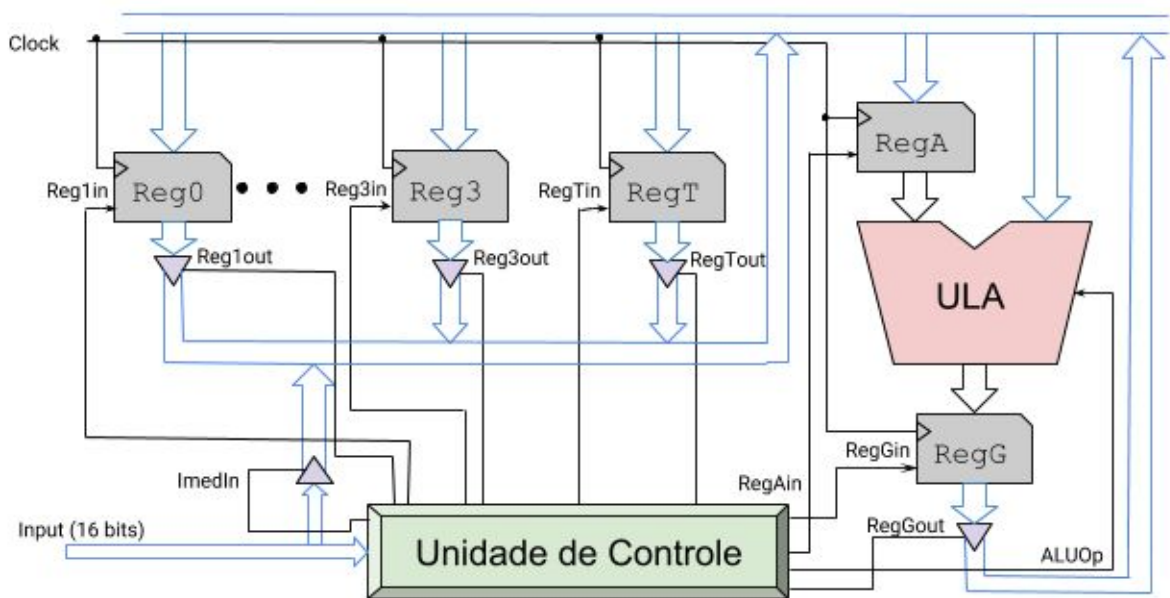 Clock
Reg1in
Reg0
Reg3in
Reg3
RegTin
RegT
RegA
Reg1out
Reg3out
RegTout
ULA
ImedIn
RegAin
RegGin
RegG
Input (16 bits)
Unidade de Controle
RegGout
ALUOp